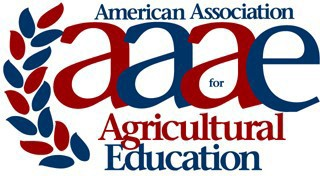 American Association
aaae
for
Agricultural
Education